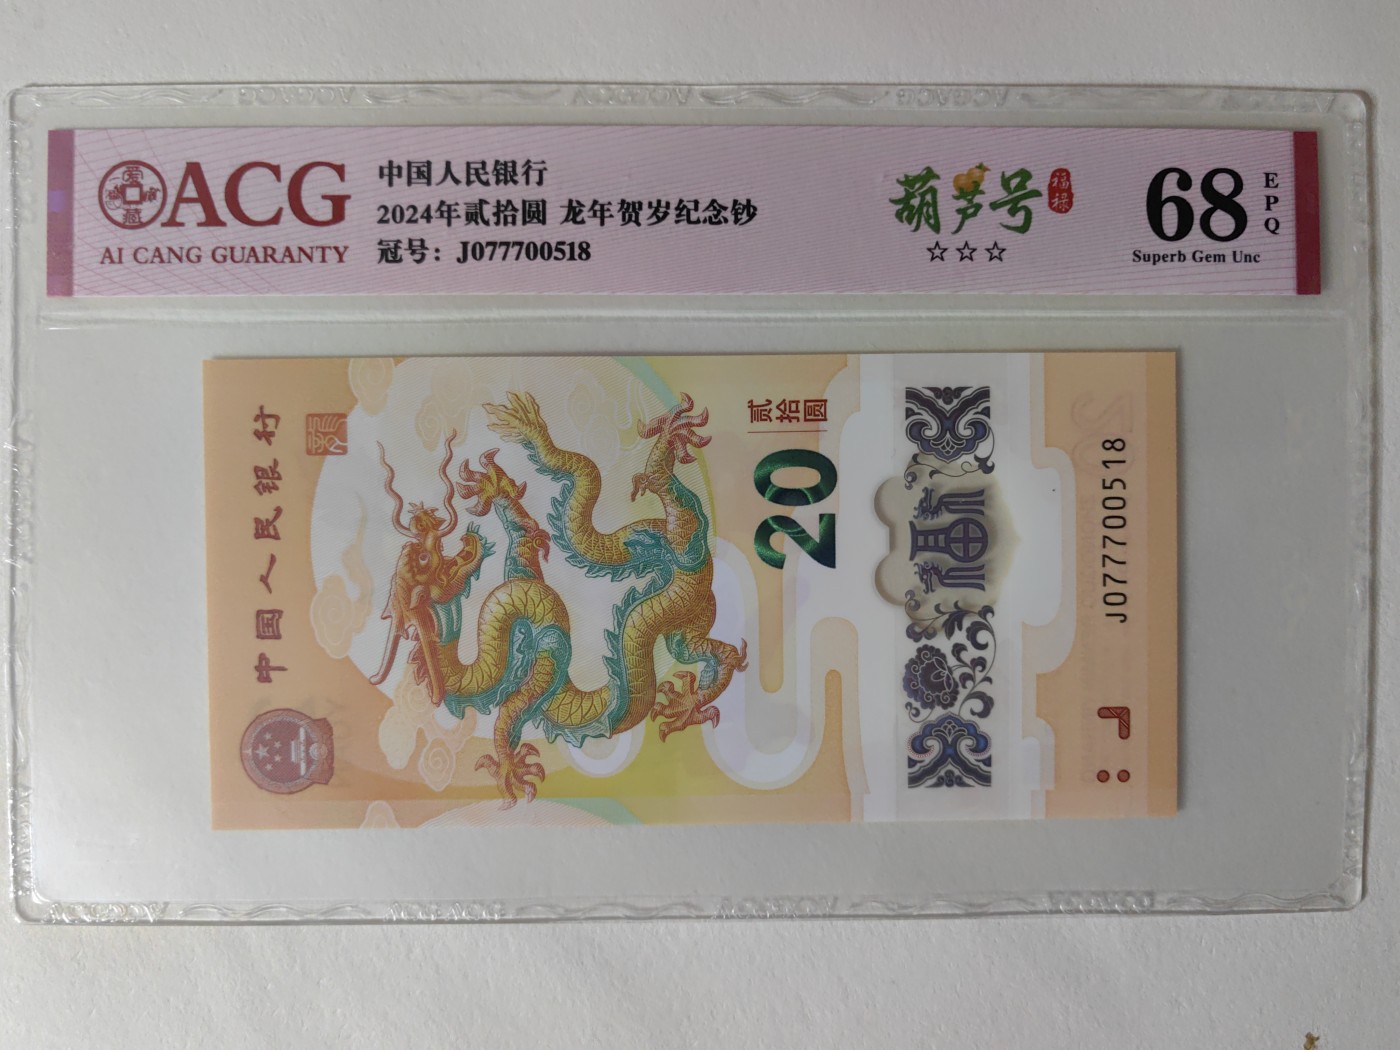 ACG
AI CANG GUARANTY
中国人民银行
2024年贰拾圆 龙年贺岁纪念钞
冠号：J077700518
葫芦号
福禄
☆☆☆
68
EPQ
Superb Gem Unc
中国人民银行
贰拾圆
20
J077700518